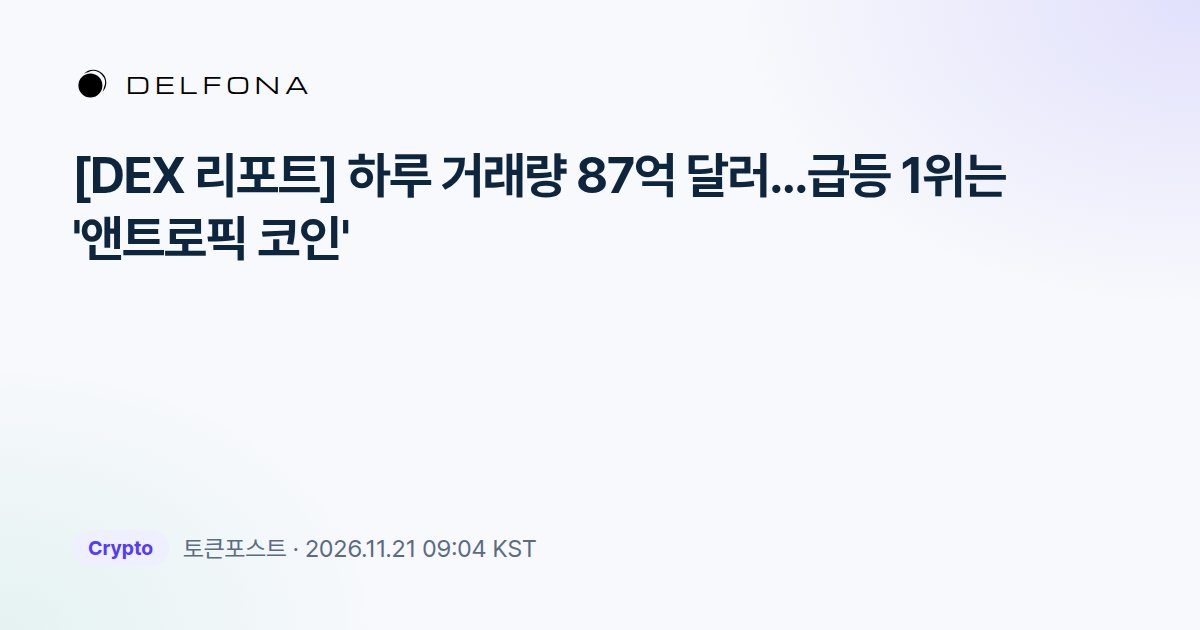 DELFONA
[DEX 리포트] 하루 거래량 87억 달러...급등 1위는
'앤트로픽 코인'
Crypto 토큰포스트 · 2026.11.21 09:04 KST